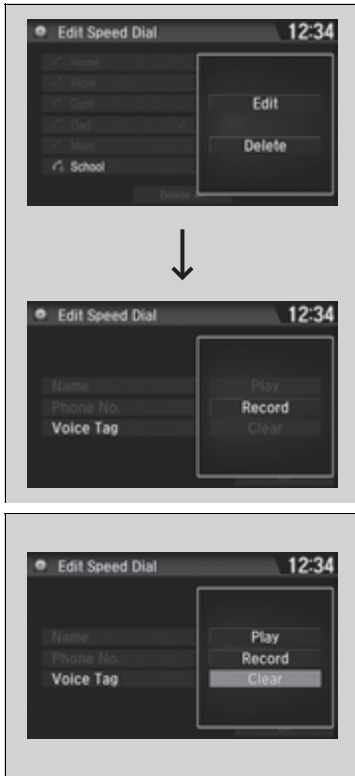 Edit Speed Dial 12:34
Home
Work
Gym
Dad
Mom
School
Edit
Delete
Delete All
Edit Speed Dial 12:34
Name
Phone No.
Voice Tag
Play
Record
Clear
Edit Speed Dial 12:34
Name
Phone No.
Voice Tag
Play
Record
Clear